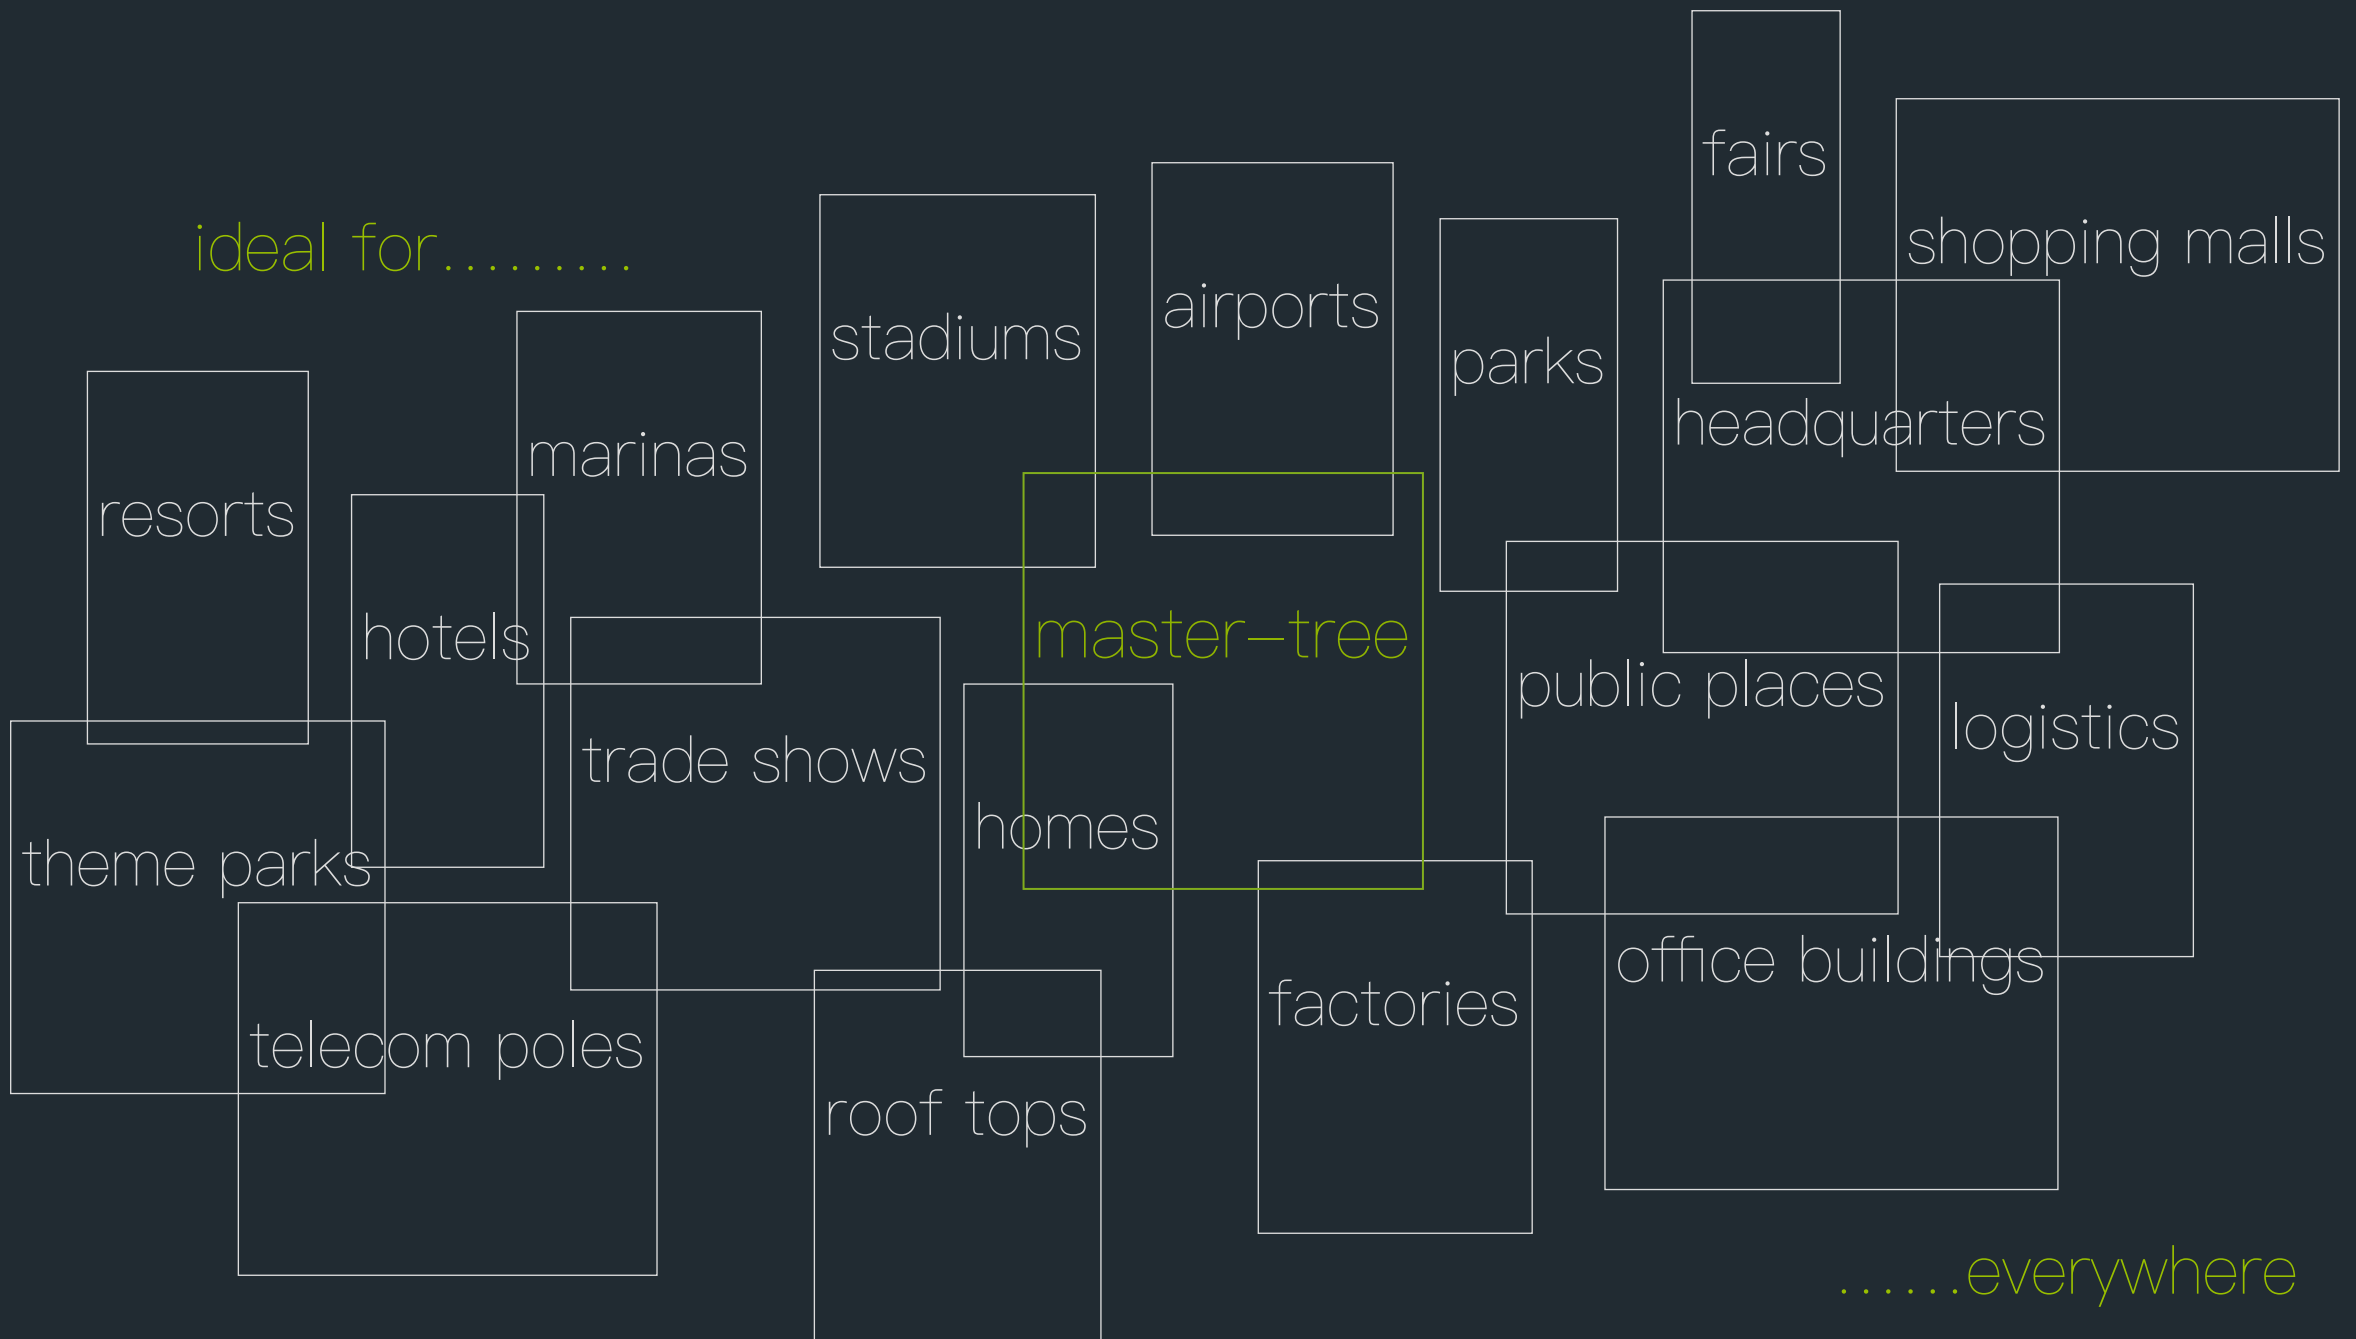 fairs
shopping malls
ideal for.........
airports
stadiums
parks
headquarters
marinas
resorts
hotels
master-tree
public places
logistics
trade shows
homes
theme parks
office buildings
factories
telecom poles
roof tops
......everywhere